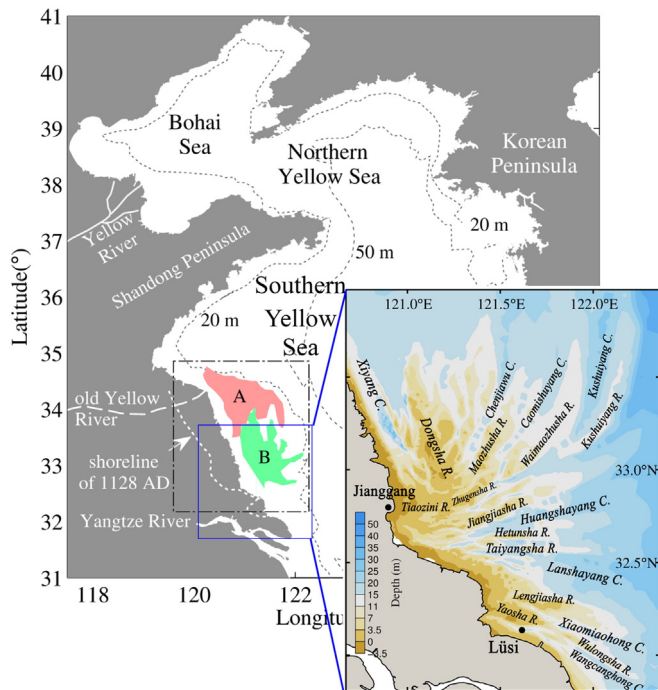 41
40
39
38
37
36
35
34
33
32
31
Latitude(°)
118
120
122
Longitu
Bohai
Sea
Northern
Yellow Sea
Korean
Peninsula
20 m
50 m
Yellow
River
Shandong Peninsula
Southern
Yellow
Sea
20 m
A
B
old Yellow
River
shoreline
of 1128 AD
Yangtze River
121.0°E
121.5°E
122.0°E
33.0°N
32.5°N
Xiyang C.
Dongsha R.
Chenjiawu C.
Maozhusha R.
Caomishuyang C.
Waimaozhusha R.
Kushuiyang C.
Kushuiyang R.
Jianggang
Tiaozini R.
Zhugensha R.
Jiangjiasha R.
Huangshayang C.
Hetunsha R.
Taiyangsha R.
Lanshayang C.
Lengjiasha R.
Yaosha R.
Xiaomiaohong C.
Wulongsha R.
Wangcanghong C.
Lüsi
Depth (m)
50
40
35
30
25
20
15
11
7
3.5
0